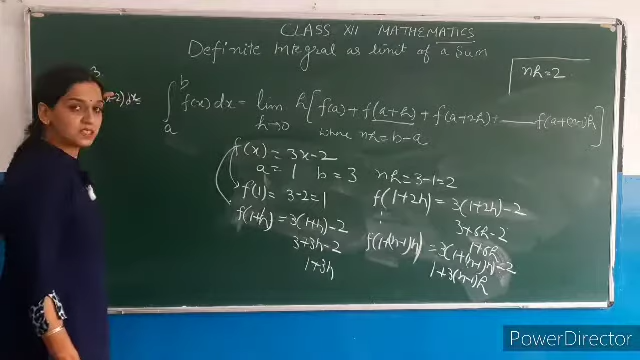 CLASS XII MATHEMATICS
Definite Integral as limit of a sum
3
x-2) dx=
nh=2
∫ₐᵇ f(x) dx = lim h→0 h[f(a) + f(a+h) + f(a+2h) + —— f(a+(n-1)h]
where nh=b-a
f(x) = 3x-2
a=1 b=3 nh=3-1=2
f(1) = 3-2=1
f(1+h) = 3(1+h)-2
3+3h-2
1+3h
f(1+2h) = 3(1+2h)-2
3+6h-2
1+6h
f(1+(n-1)h) = 3(1+(n-1)h)-2
1+3(n-1)h
PowerDirector